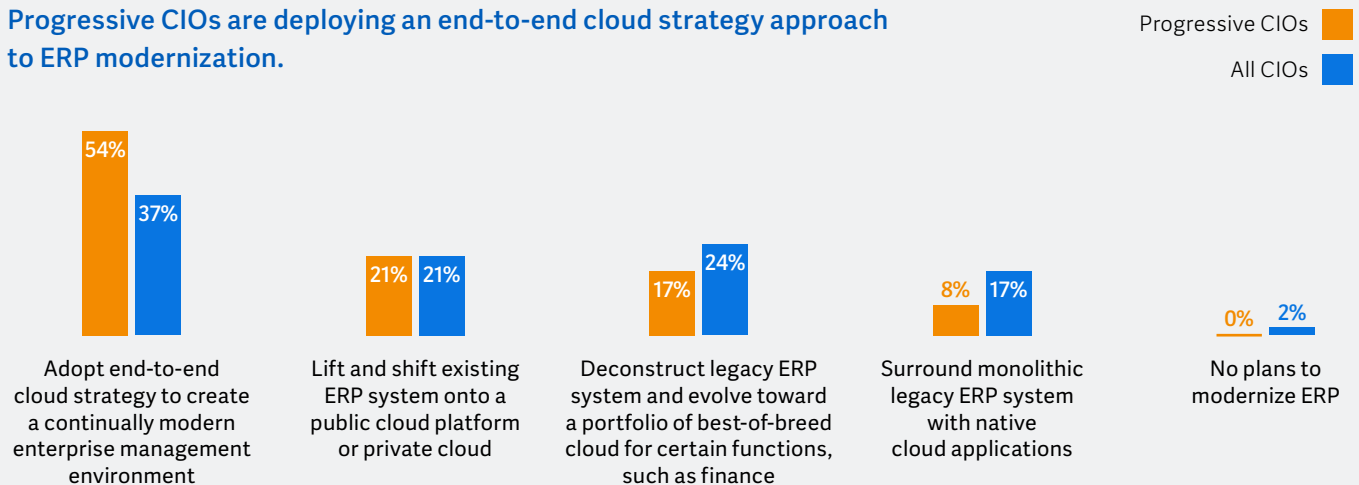 Progressive CIOs are deploying an end-to-end cloud strategy approach
to ERP modernization.
Progressive CIOs
All CIOs
54%
37%
21%
21%
17%
24%
8%
17%
0%
2%
Adopt end-to-end
cloud strategy to create
a continually modern
enterprise management
environment
Lift and shift existing
ERP system onto a
public cloud platform
or private cloud
Deconstruct legacy ERP
system and evolve toward
a portfolio of best-of-breed
cloud for certain functions,
such as finance
Surround monolithic
legacy ERP system
with native
cloud applications
No plans to
modernize ERP